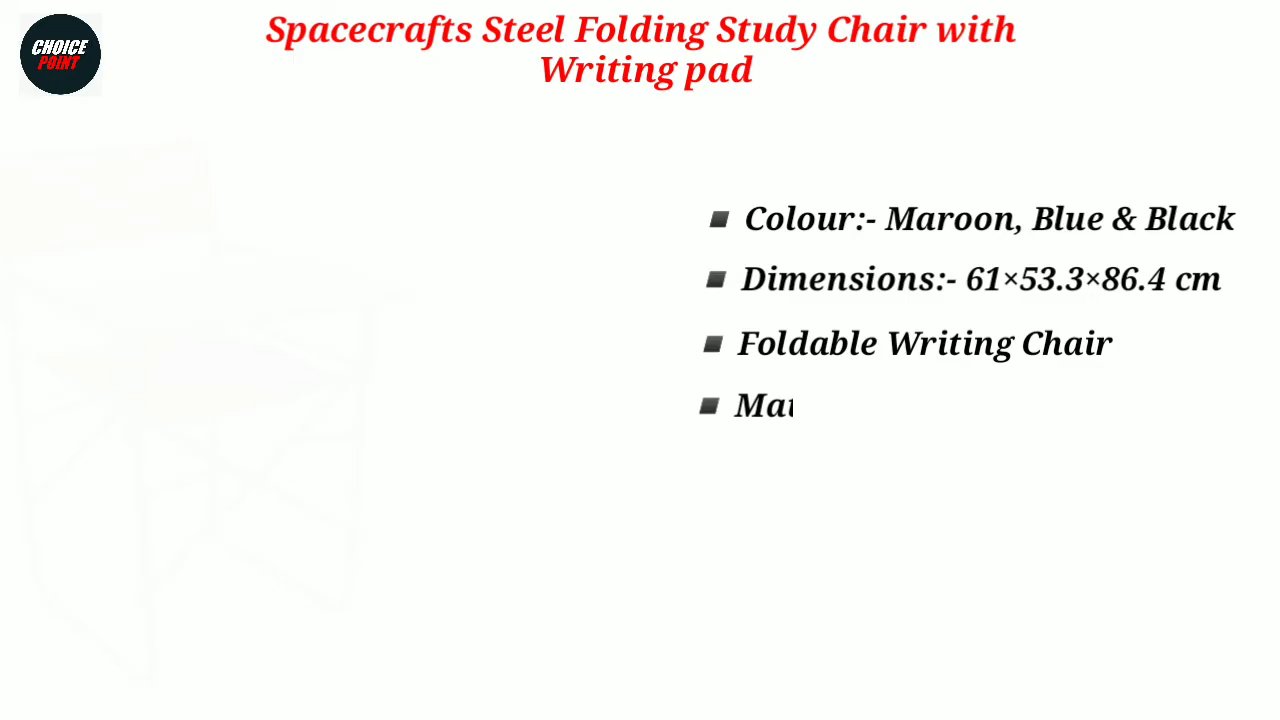 CHOICE
POINT
Spacecrafts Steel Folding Study Chair with
Writing pad
Colour:- Maroon, Blue & Black
Dimensions:- 61×53.3×86.4 cm
Foldable Writing Chair